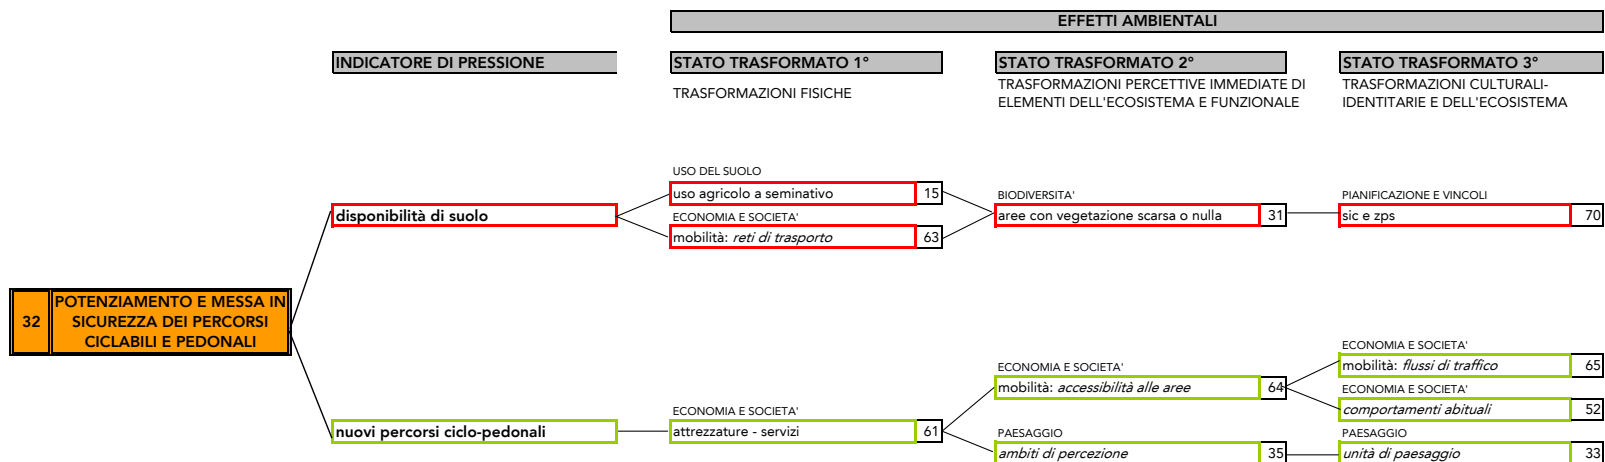 EFFETTI AMBIENTALI
INDICATORE DI PRESSIONE
STATO TRASFORMATO 1°
STATO TRASFORMATO 2°
STATO TRASFORMATO 3°
TRASFORMAZIONI FISICHE
TRASFORMAZIONI PERCETTIVE IMMEDIATE DI
ELEMENTI DELL'ECOSISTEMA E FUNZIONALE
TRASFORMAZIONI CULTURALI-
IDENTITARIE E DELL'ECOSISTEMA
USO DEL SUOLO
uso agricolo a seminativo 15
BIODIVERSITA'
PIANIFICAZIONE E VINCOLI
disponibilità di suolo
ECONOMIA E SOCIETA'
aree con vegetazione scarsa o nulla 31
sic e zps 70
mobilità: reti di trasporto 63
32
POTENZIAMENTO E MESSA IN
SICUREZZA DEI PERCORSI
CICLABILI E PEDONALI
ECONOMIA E SOCIETA'
mobilità: flussi di traffico 65
ECONOMIA E SOCIETA'
mobilità: accessibilità alle aree 64
ECONOMIA E SOCIETA'
comportamenti abituali 52
ECONOMIA E SOCIETA'
nuovi percorsi ciclo-pedonali
attrezzature - servizi 61
PAESAGGIO
ambiti di percezione 35
PAESAGGIO
unità di paesaggio 33